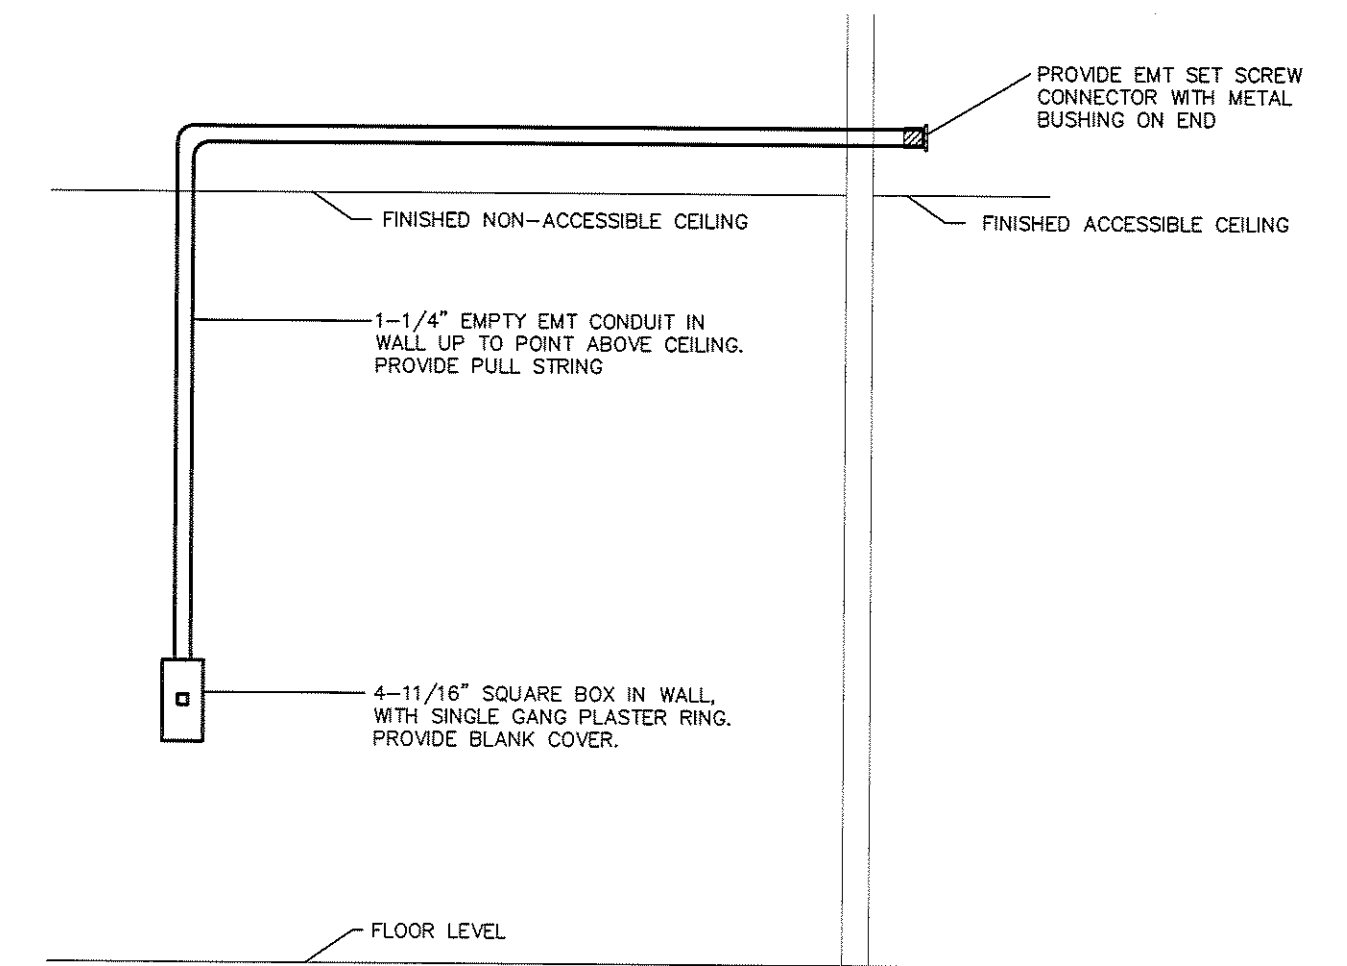 PROVIDE EMT SET SCREW
CONNECTOR WITH METAL
BUSHING ON END
FINISHED NON-ACCESSIBLE CEILING
FINISHED ACCESSIBLE CEILING
1-1/4" EMPTY EMT CONDUIT IN
WALL UP TO POINT ABOVE CEILING.
PROVIDE PULL STRING
4-11/16" SQUARE BOX IN WALL,
WITH SINGLE GANG PLASTER RING.
PROVIDE BLANK COVER.
FLOOR LEVEL